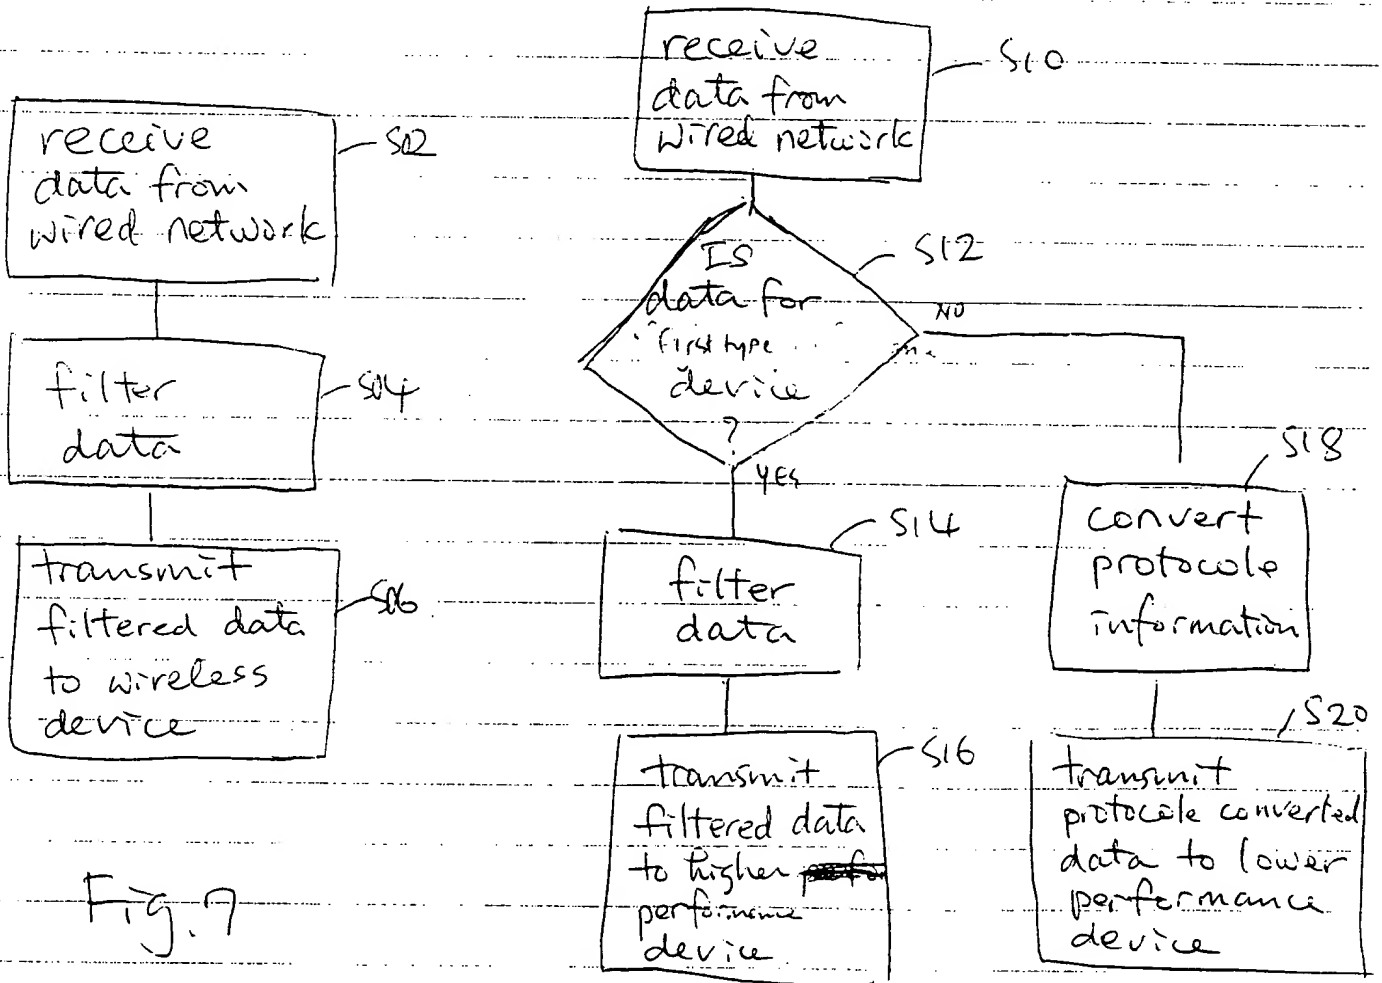 receive
data from
wired network
S02
filter
data
S04
transmit
filtered data
to wireless
device
S06
Fig. 7
receive
data from
wired network
S10
IS
data for
first type
device
?
S12
NO
YES
filter
data
S14
transmit
filtered data
to higher
performance
device
S16
convert
protocole
information
S18
transmit
protocole converted
data to lower
performance
device
S20